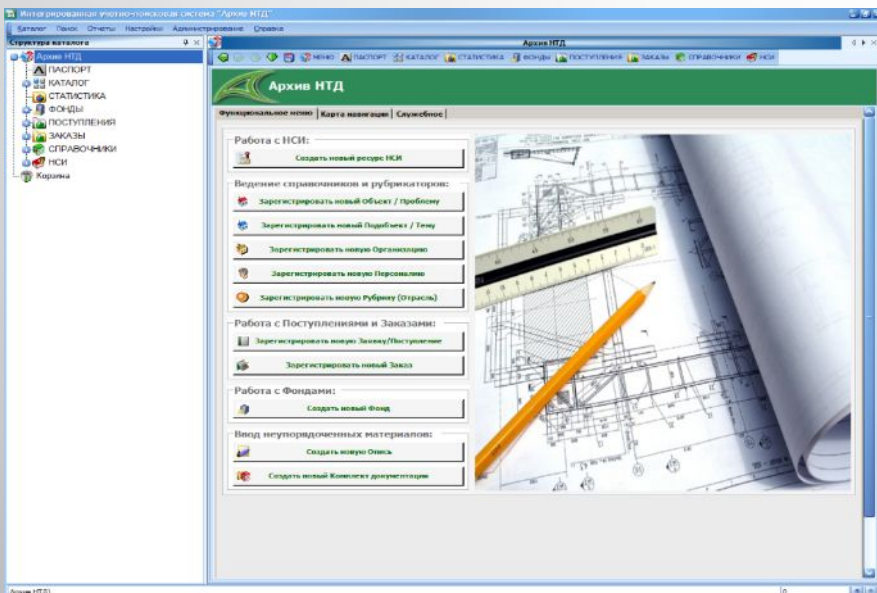 Интегрированная учетно-поисковая система "Архив НТД"
Каталог Поиск Отчеты Настройки Администрирование Справка
Структура каталога
Архив НТД
Архив НТД
ПАСПОРТ
КАТАЛОГ
СТАТИСТИКА
ФОНДЫ
ПОСТУПЛЕНИЯ
ЗАКАЗЫ
СПРАВОЧНИКИ
НСИ
Корзина
МЕНЮ ПАСПОРТ КАТАЛОГ СТАТИСТИКА ФОНДЫ ПОСТУПЛЕНИЯ ЗАКАЗЫ СПРАВОЧНИКИ НСИ
Архив НТД
Функциональное меню Карта навигации Служебное
Работа с НСИ:
Создать новый ресурс НСИ
Ведение справочников и рубрикаторов:
Зарегистрировать новый Объект / Проблему
Зарегистрировать новый Подобъект / Тему
Зарегистрировать новую Организацию
Зарегистрировать новую Персоналию
Зарегистрировать новую Рубрику (Отрасль)
Работа с Поступлениями и Заказами:
Зарегистрировать новую Заявку/Поступление
Зарегистрировать новый Заказ
Работа с Фондами:
Создать новый Фонд
Ввод неупорядоченных материалов:
Создать новую Опись
Создать новый Комплект документации
Архив НТД)
0